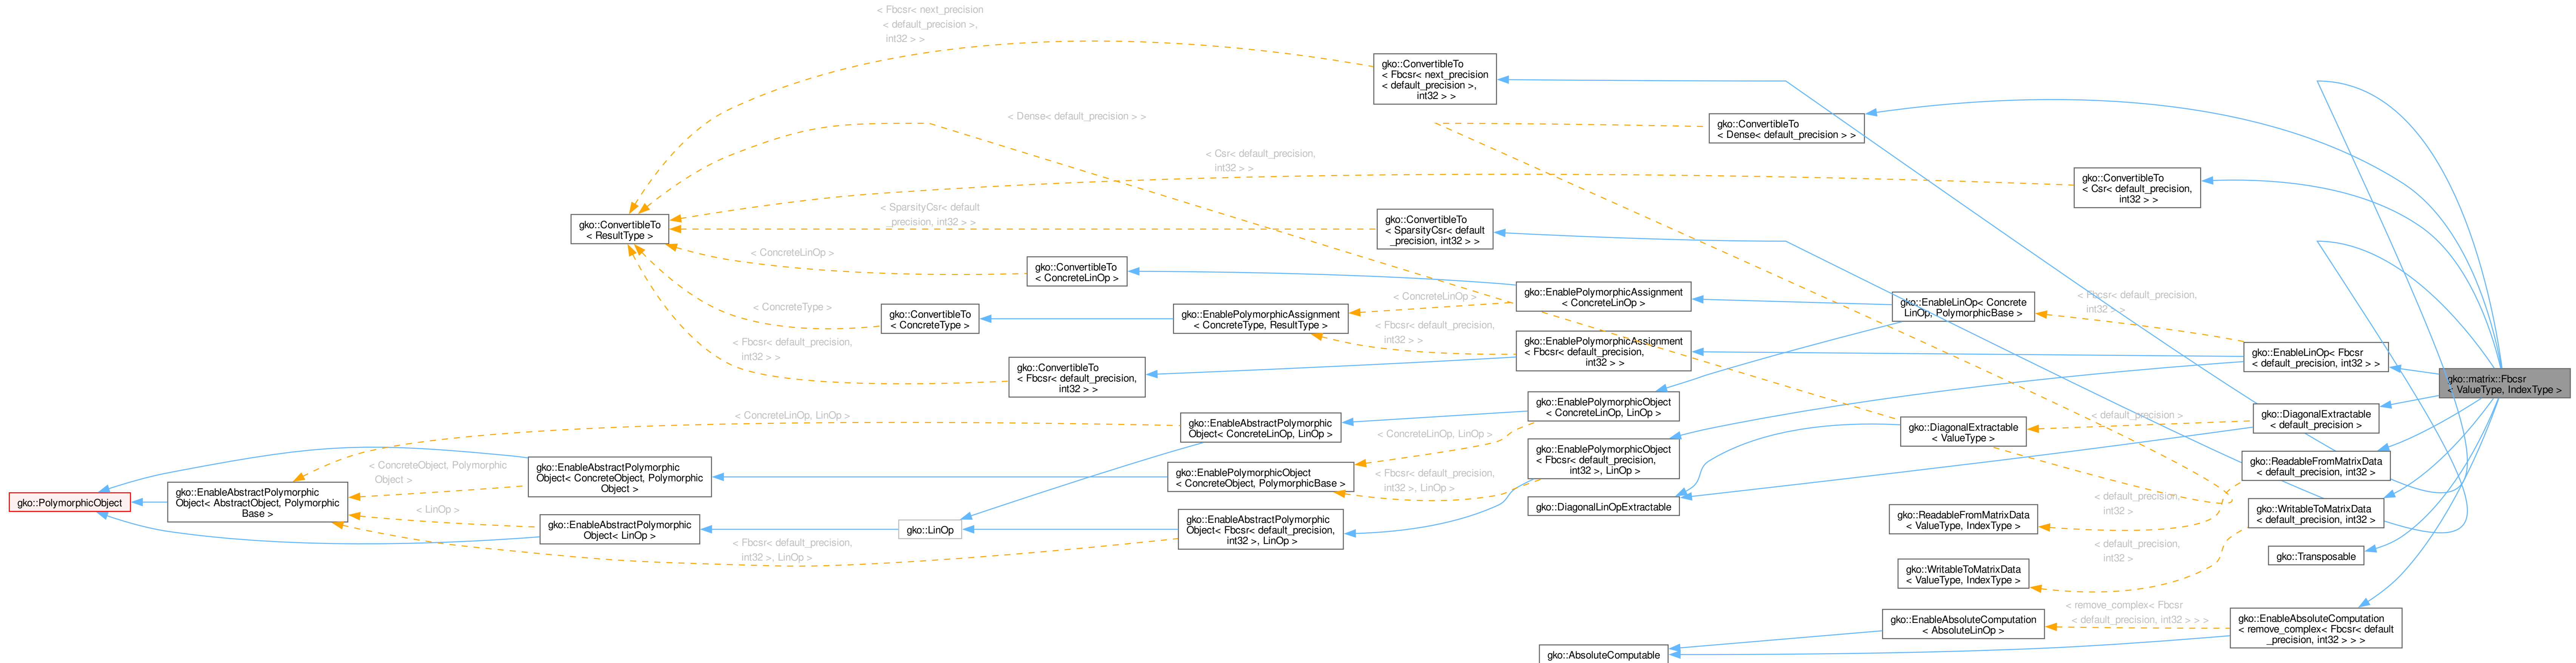 < Fbcsr< next_precision
< default_precision >,
int32 > >
gko::ConvertibleTo
< Fbcsr< next_precision
< default_precision >,
int32 > >
< Dense< default_precision > >
gko::ConvertibleTo
< Dense< default_precision > >
< Csr< default_precision,
int32 > >
gko::ConvertibleTo
< Csr< default_precision,
int32 > >
gko::ConvertibleTo
< ResultType >
< SparsityCsr< default
_precision, int32 > >
gko::ConvertibleTo
< SparsityCsr< default
_precision, int32 > >
< ConcreteLinOp >
gko::ConvertibleTo
< ConcreteLinOp >
< ConcreteType >
gko::ConvertibleTo
< ConcreteType >
gko::EnablePolymorphicAssignment
< ConcreteType, ResultType >
< ConcreteLinOp >
gko::EnablePolymorphicAssignment
< ConcreteLinOp >
gko::EnableLinOp< Concrete
LinOp, PolymorphicBase >
< Fbcsr< default_precision,
int32 > >
< Fbcsr< default_precision,
int32 > >
gko::EnablePolymorphicAssignment
< Fbcsr< default_precision,
int32 > >
gko::EnableLinOp< Fbcsr
< default_precision, int32 > >
< Fbcsr< default_precision,
int32 > >
gko::ConvertibleTo
< Fbcsr< default_precision,
int32 > >
gko::matrix::Fbcsr
< ValueType, IndexType >
< ConcreteLinOp, LinOp >
gko::EnableAbstractPolymorphic
Object< ConcreteLinOp, LinOp >
gko::EnablePolymorphicObject
< ConcreteLinOp, LinOp >
< ConcreteLinOp, LinOp >
gko::DiagonalExtractable
< ValueType >
< default_precision >
gko::DiagonalExtractable
< default_precision >
gko::EnablePolymorphicObject
< Fbcsr< default_precision,
int32 >, LinOp >
< ConcreteObject, Polymorphic
Object >
gko::EnableAbstractPolymorphic
Object< ConcreteObject, Polymorphic
Object >
gko::EnablePolymorphicObject
< ConcreteObject, PolymorphicBase >
< Fbcsr< default_precision,
int32 >, LinOp >
gko::ReadableFromMatrixData
< default_precision, int32 >
gko::PolymorphicObject
gko::EnableAbstractPolymorphic
Object< AbstractObject, Polymorphic
Base >
< LinOp >
gko::EnableAbstractPolymorphic
Object< LinOp >
gko::LinOp
gko::EnableAbstractPolymorphic
Object< Fbcsr< default_precision,
int32 >, LinOp >
gko::DiagonalLinOpExtractable
gko::ReadableFromMatrixData
< ValueType, IndexType >
< default_precision,
int32 >
gko::WritableToMatrixData
< default_precision, int32 >
< Fbcsr< default_precision,
int32 >, LinOp >
< default_precision,
int32 >
gko::Transposable
gko::WritableToMatrixData
< ValueType, IndexType >
< remove_complex< Fbcsr
< default_precision, int32 > > >
gko::EnableAbsoluteComputation
< AbsoluteLinOp >
gko::EnableAbsoluteComputation
< remove_complex< Fbcsr< default
_precision, int32 > > >
gko::AbsoluteComputable